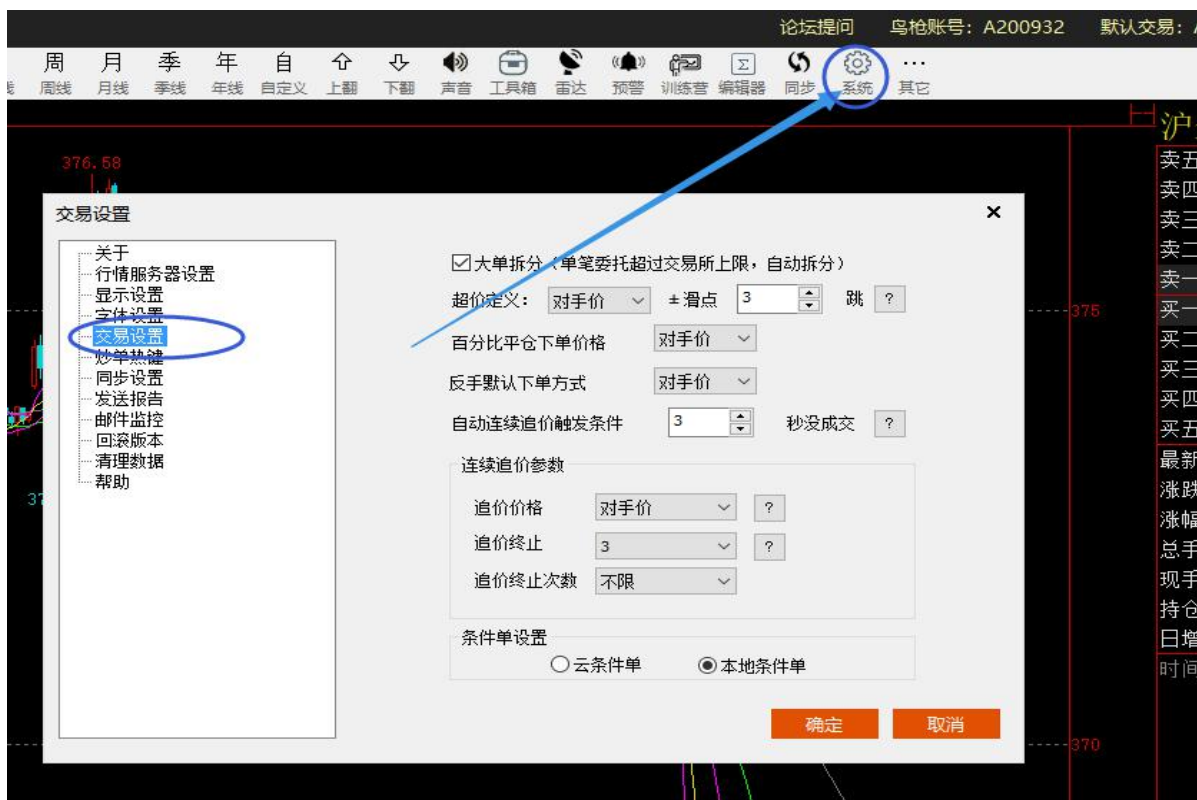 论坛提问 鸟枪账号：A200932 默认交易：
周 月 季 年 自
周线 月线 季线 年线 自定义 上翻 下翻 声音 工具箱 雷达 预警 训练营 编辑器 同步 系统 其它
376.58
沪
卖五
卖四
卖三
卖二
卖一
买一
买二
买三
买四
买五
最新
涨跌
涨幅
总手
现手
持仓
日增
时间
375
370
37
交易设置
关于
行情服务器设置
显示设置
字体设置
交易设置
炒单热键
同步设置
发送报告
邮件监控
回滚版本
清理数据
帮助
大单拆分（单笔委托超过交易所上限，自动拆分）
超价定义： 对手价 ±滑点 3 跳 ?
百分比平仓下单价格 对手价
反手默认下单方式 对手价
自动连续追价触发条件 3 秒没成交 ?
连续追价参数
追价价格 对手价 ?
追价终止 3 ?
追价终止次数 不限
条件单设置
云条件单 本地条件单
确定 取消